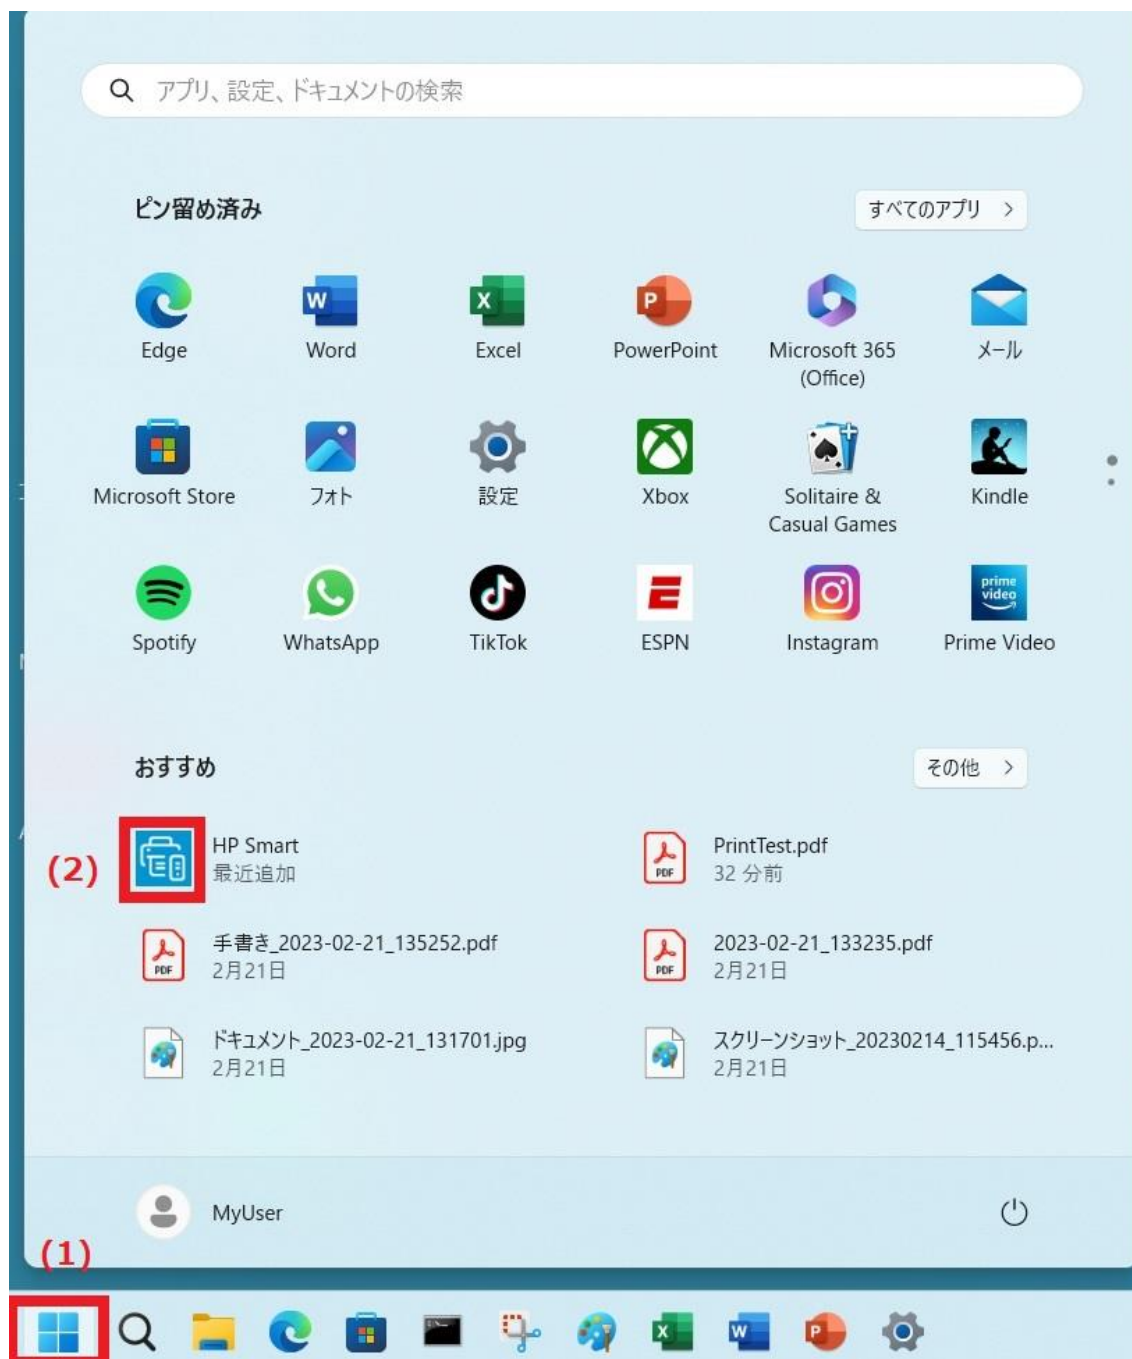 アプリ、設定、ドキュメントの検索
ピン留め済み
すべてのアプリ
Edge
Word
Excel
PowerPoint
Microsoft 365
(Office)
メール
Microsoft Store
フォト
設定
Xbox
Solitaire &
Casual Games
Kindle
prime
video
Spotify
WhatsApp
TikTok
ESPN
Instagram
Prime Video
おすすめ
その他
(2)
HP Smart
最近追加
PDF
PrintTest.pdf
32 分前
PDF
手書き_2023-02-21_135252.pdf
2月21日
PDF
2023-02-21_133235.pdf
2月21日
ドキュメント_2023-02-21_131701.jpg
2月21日
スクリーンショット_20230214_115456.p...
2月21日
MyUser
(1)